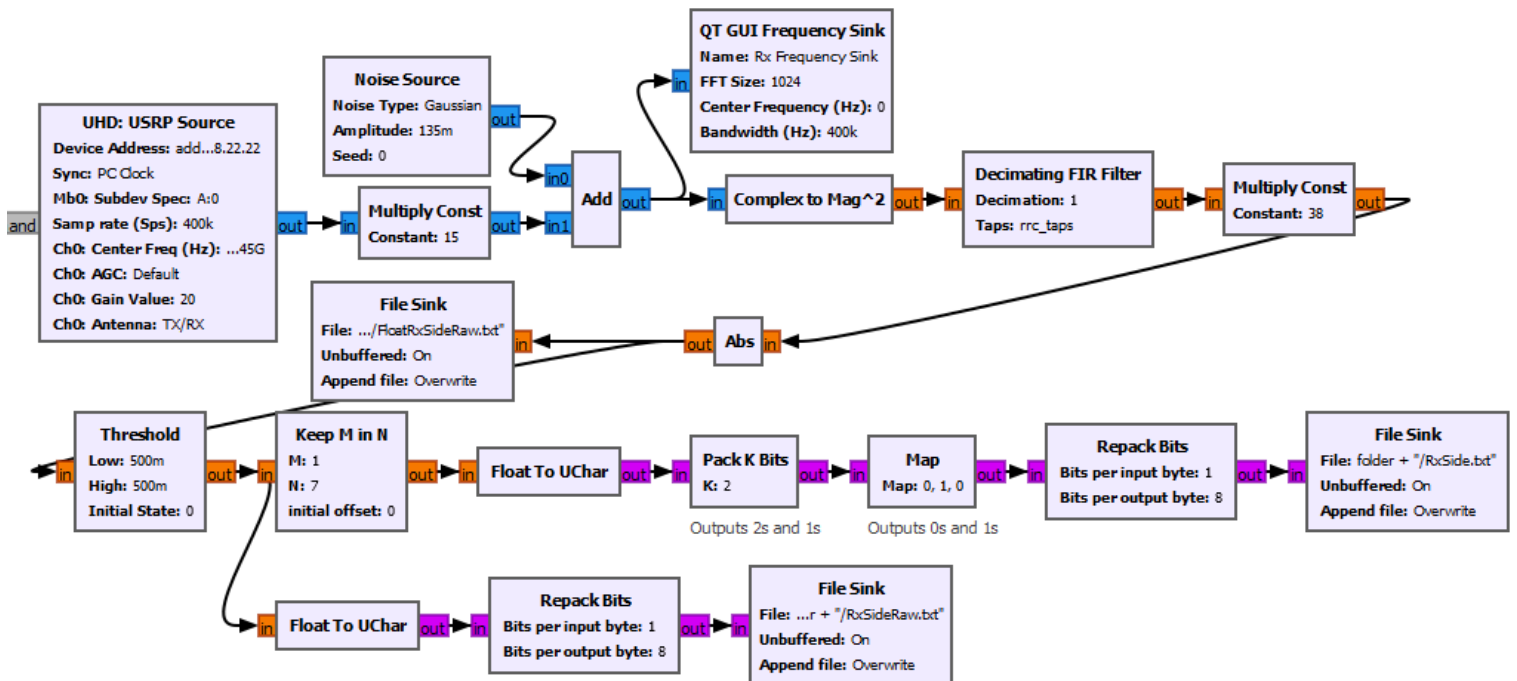 and
UHD: USRP Source
Device Address: add...8.22.22
Sync: PC Clock
Mb0: Subdev Spec: A:0
Samp rate (Sps): 400k
Ch0: Center Freq (Hz): ...45G
Ch0: AGC: Default
Ch0: Gain Value: 20
Ch0: Antenna: TX/RX
out
Noise Source
Noise Type: Gaussian
Amplitude: 135m
Seed: 0
out
in
Multiply Const
Constant: 15
out
in0
in1
Add
out
in
QT GUI Frequency Sink
Name: Rx Frequency Sink
FFT Size: 1024
Center Frequency (Hz): 0
Bandwidth (Hz): 400k
in
Complex to Mag^2
out
in
Decimating FIR Filter
Decimation: 1
Taps: rrc_taps
out
in
Multiply Const
Constant: 38
out
File Sink
File: .../FloatRxSideRaw.txt"
Unbuffered: On
Append file: Overwrite
in
out
Abs
in
in
Threshold
Low: 500m
High: 500m
Initial State: 0
out
in
Keep M in N
M: 1
N: 7
initial offset: 0
out
in
Float To UChar
out
in
Pack K Bits
K: 2
out
Outputs 2s and 1s
in
Map
Map: 0, 1, 0
out
Outputs 0s and 1s
in
Repack Bits
Bits per input byte: 1
Bits per output byte: 8
out
in
File Sink
File: folder + "/RxSide.txt"
Unbuffered: On
Append file: Overwrite
in
Float To UChar
out
in
Repack Bits
Bits per input byte: 1
Bits per output byte: 8
out
in
File Sink
File: ...r + "/RxSideRaw.txt"
Unbuffered: On
Append file: Overwrite